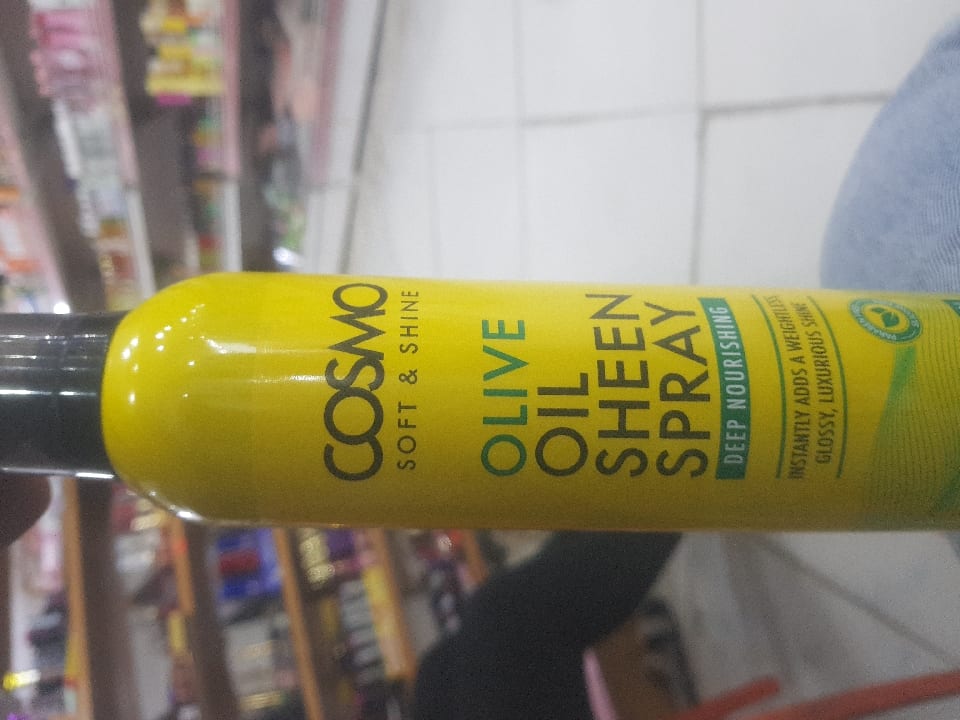 COSMO
SOFT & SHINE
OLIVE
OIL
SHEEN
SPRAY
DEEP NOURISHING
INSTANTLY ADDS A WEIGHTLESS
GLOSSY, LUXURIOUS SHINE